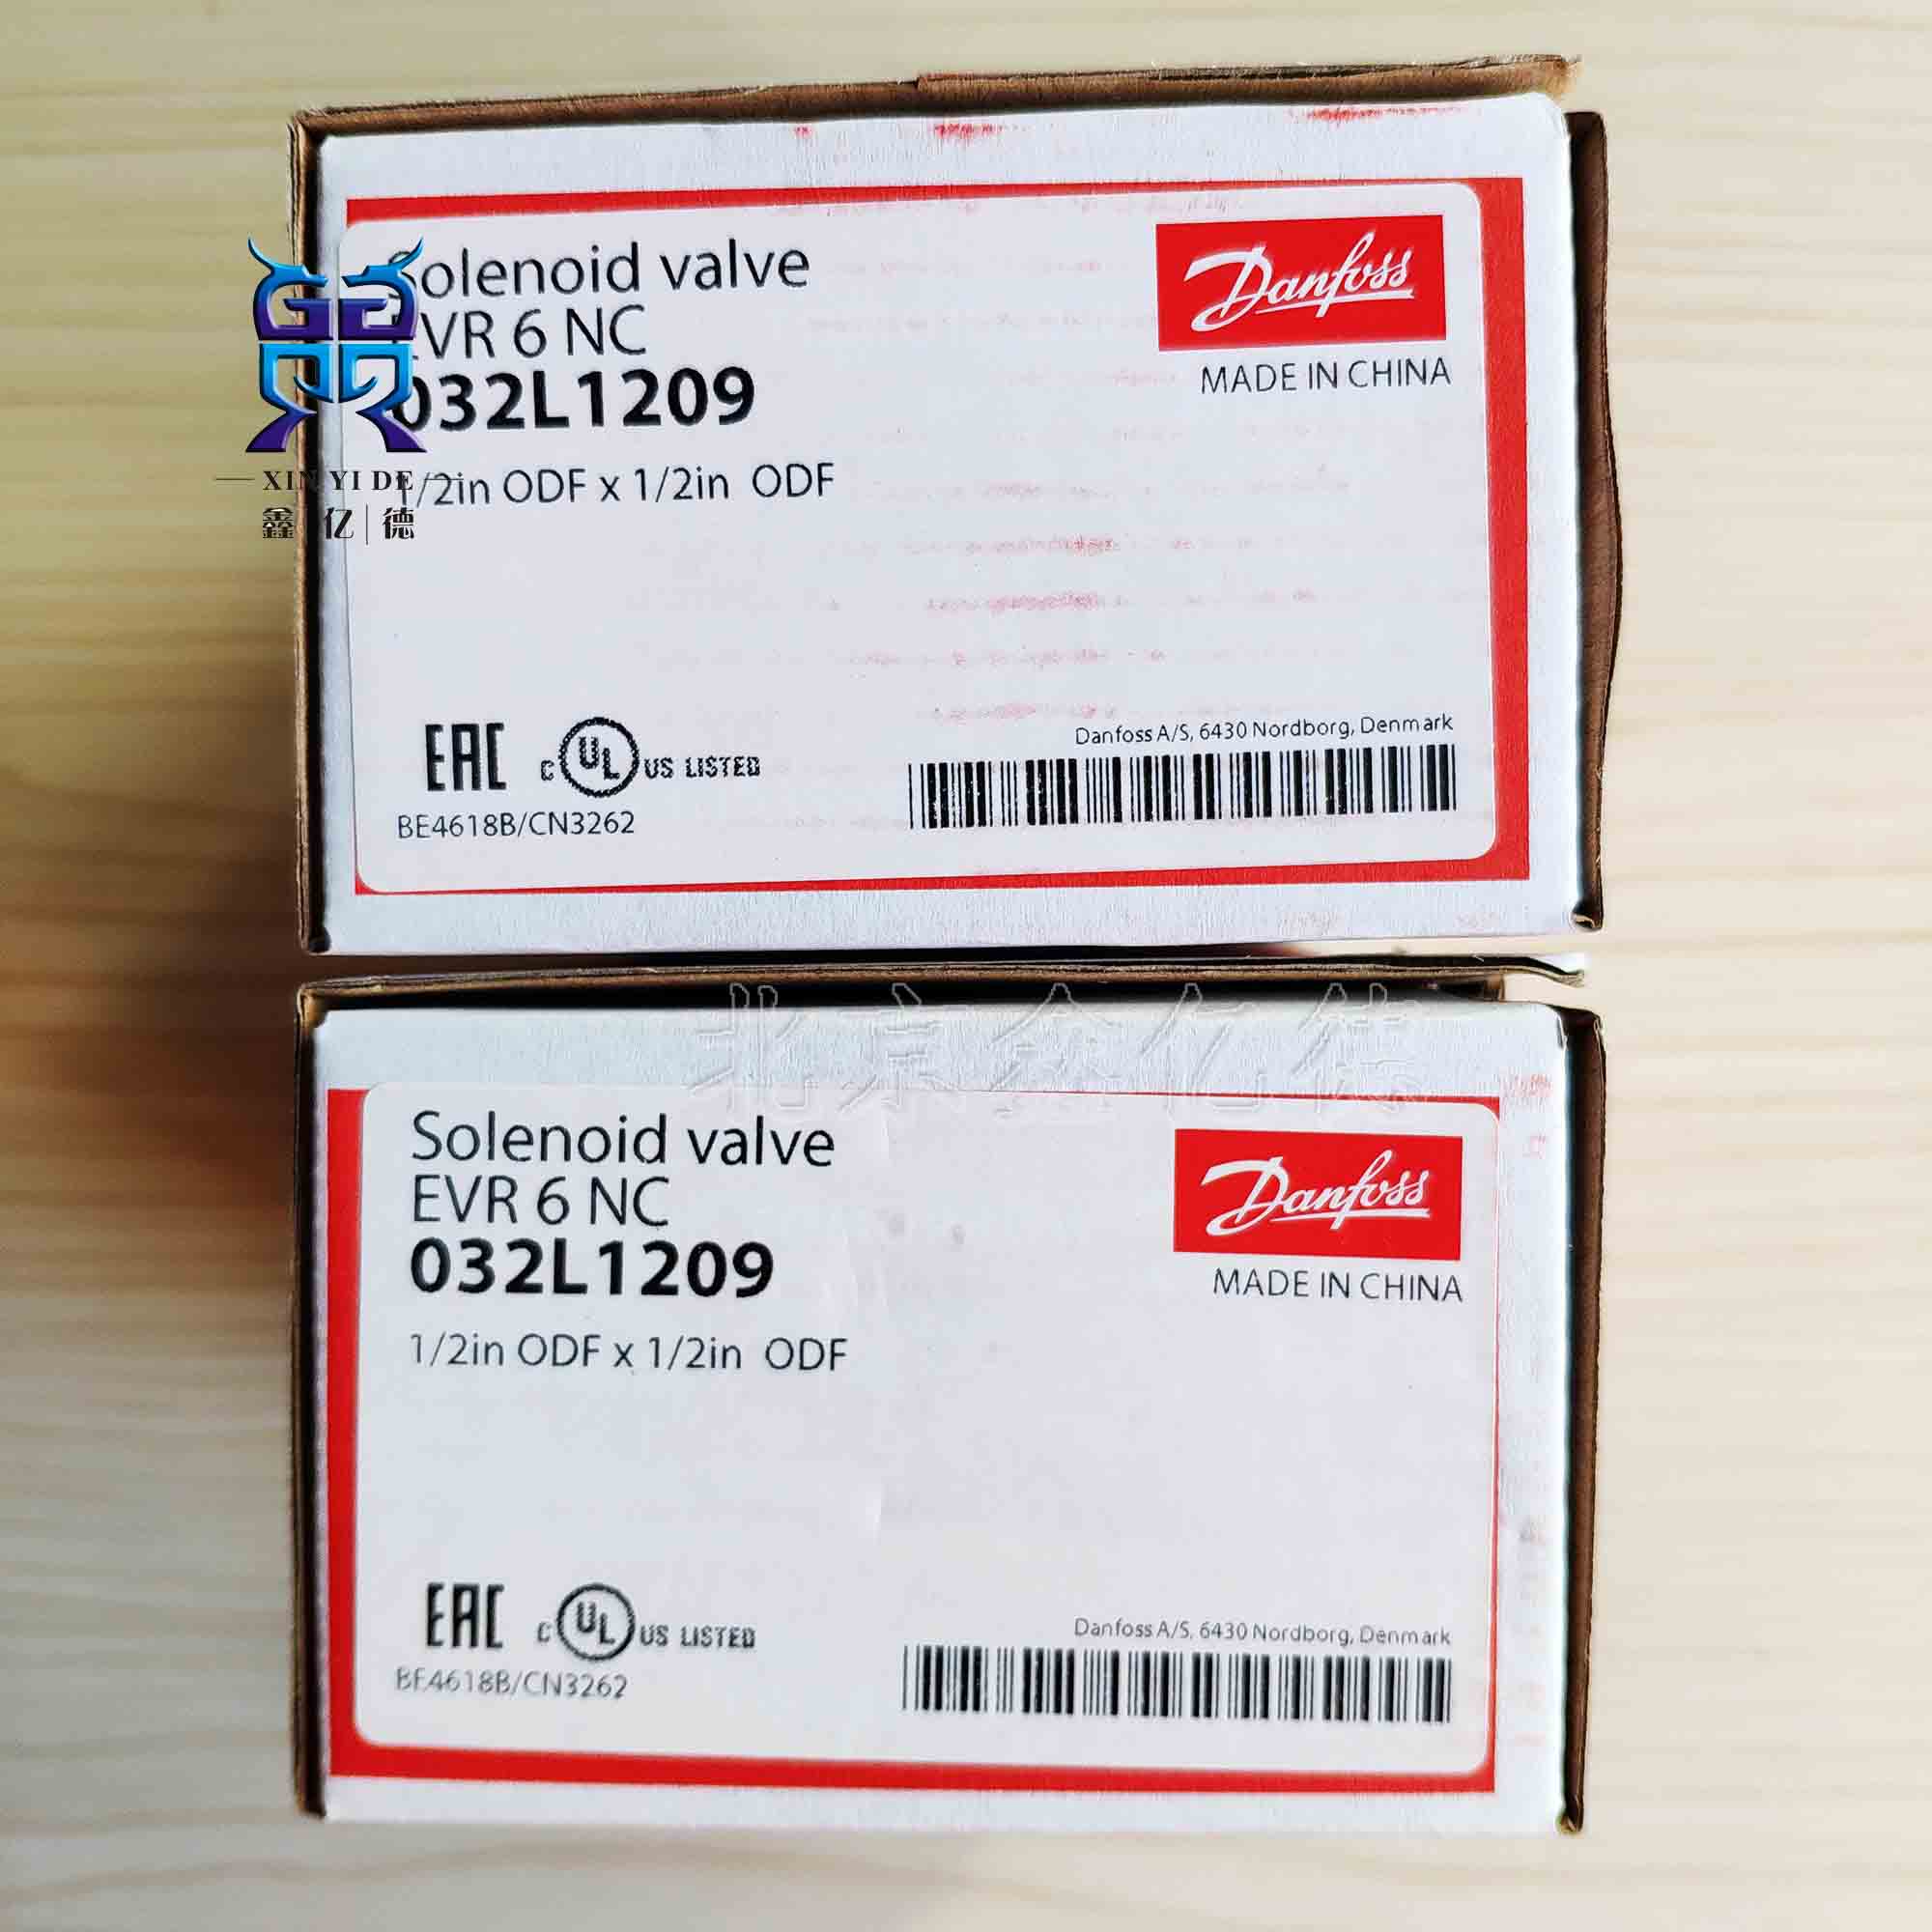 Solenoid valve
EVR 6 NC
032L1209
1/2in ODF x 1/2in ODF
Danfoss
MADE IN CHINA
XIN YI DE
鑫 亿 德
EAC
C UL US LISTED
BE4618B/CN3262
Danfoss A/S, 6430 Nordborg, Denmark
北京鑫亿德
Solenoid valve
EVR 6 NC
032L1209
1/2in ODF x 1/2in ODF
Danfoss
MADE IN CHINA
EAC
C UL US LISTED
BE4618B/CN3262
Danfoss A/S, 6430 Nordborg, Denmark